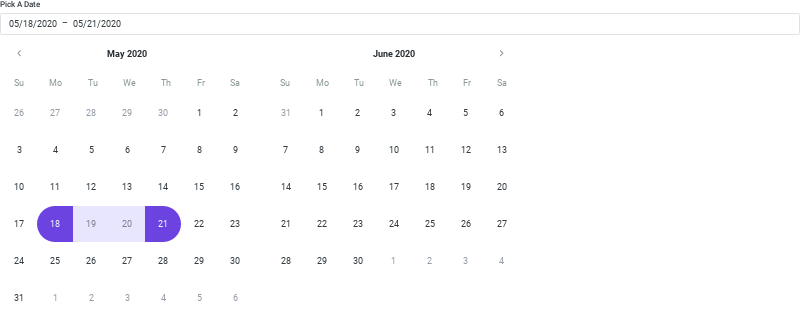 Pick A Date
05/18/2020 – 05/21/2020
May 2020 June 2020
Su Mo Tu We Th Fr Sa Su Mo Tu We Th Fr Sa
26 27 28 29 30 1 2 31 1 2 3 4 5 6
3 4 5 6 7 8 9 7 8 9 10 11 12 13
10 11 12 13 14 15 16 14 15 16 17 18 19 20
17 18 19 20 21 22 23 21 22 23 24 25 26 27
24 25 26 27 28 29 30 28 29 30 1 2 3 4
31 1 2 3 4 5 6